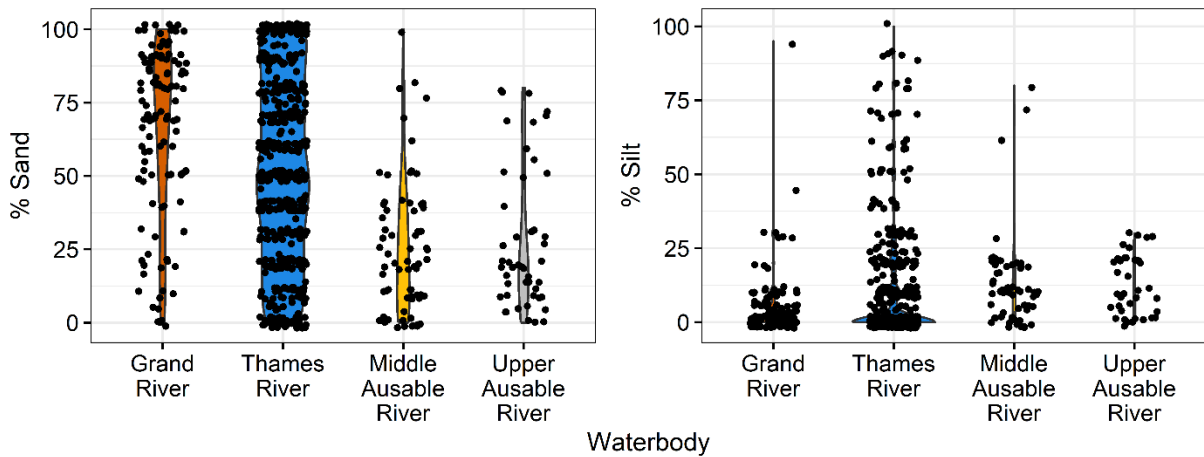 % Sand
100
75
50
25
0
Grand River
Thames River
Middle Ausable River
Upper Ausable River
% Silt
100
75
50
25
0
Grand River
Thames River
Middle Ausable River
Upper Ausable River
Waterbody